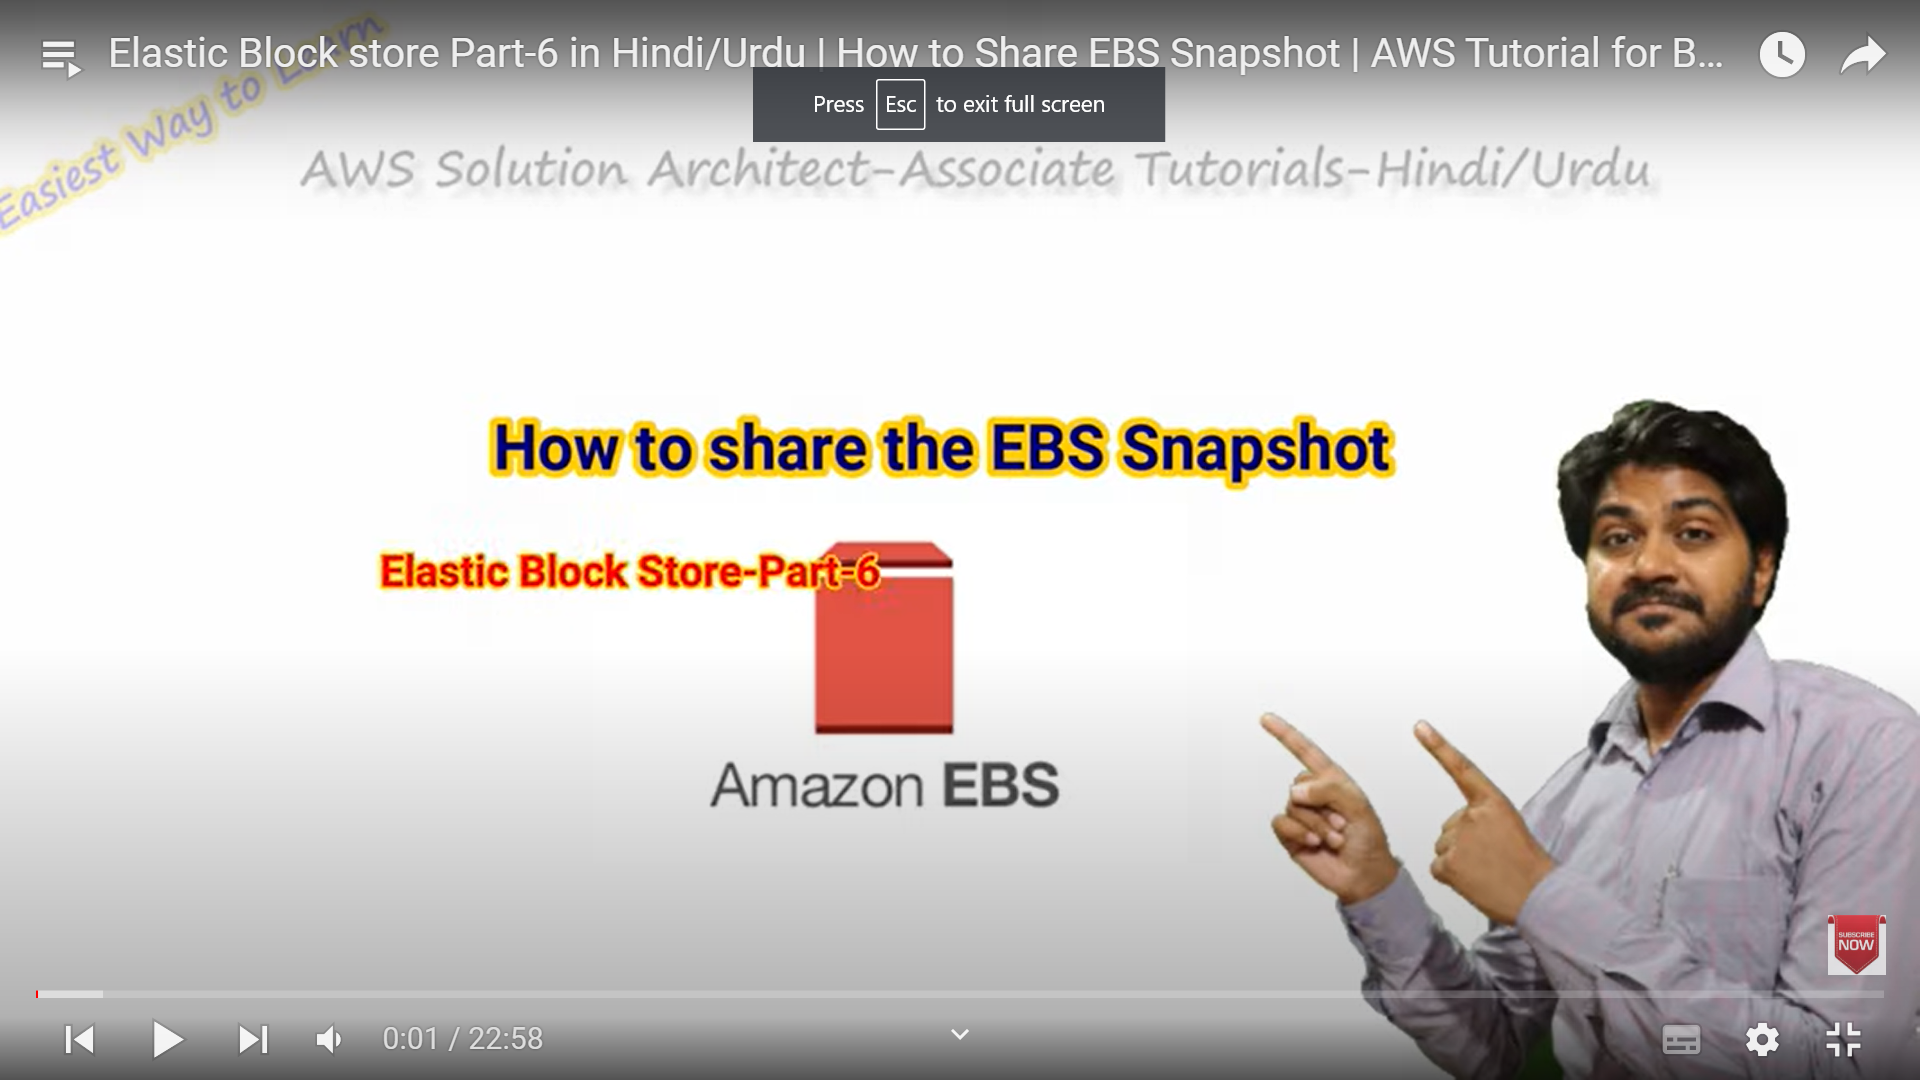 Elastic Block store Part-6 in Hindi/Urdu | How to Share EBS Snapshot | AWS Tutorial for B...
Press Esc to exit full screen
Easiest Way to Learn
AWS Solution Architect-Associate Tutorials-Hindi/Urdu
How to share the EBS Snapshot
Elastic Block Store-Part-6
Amazon EBS
SUBSCRIBE
NOW
0:01 / 22:58